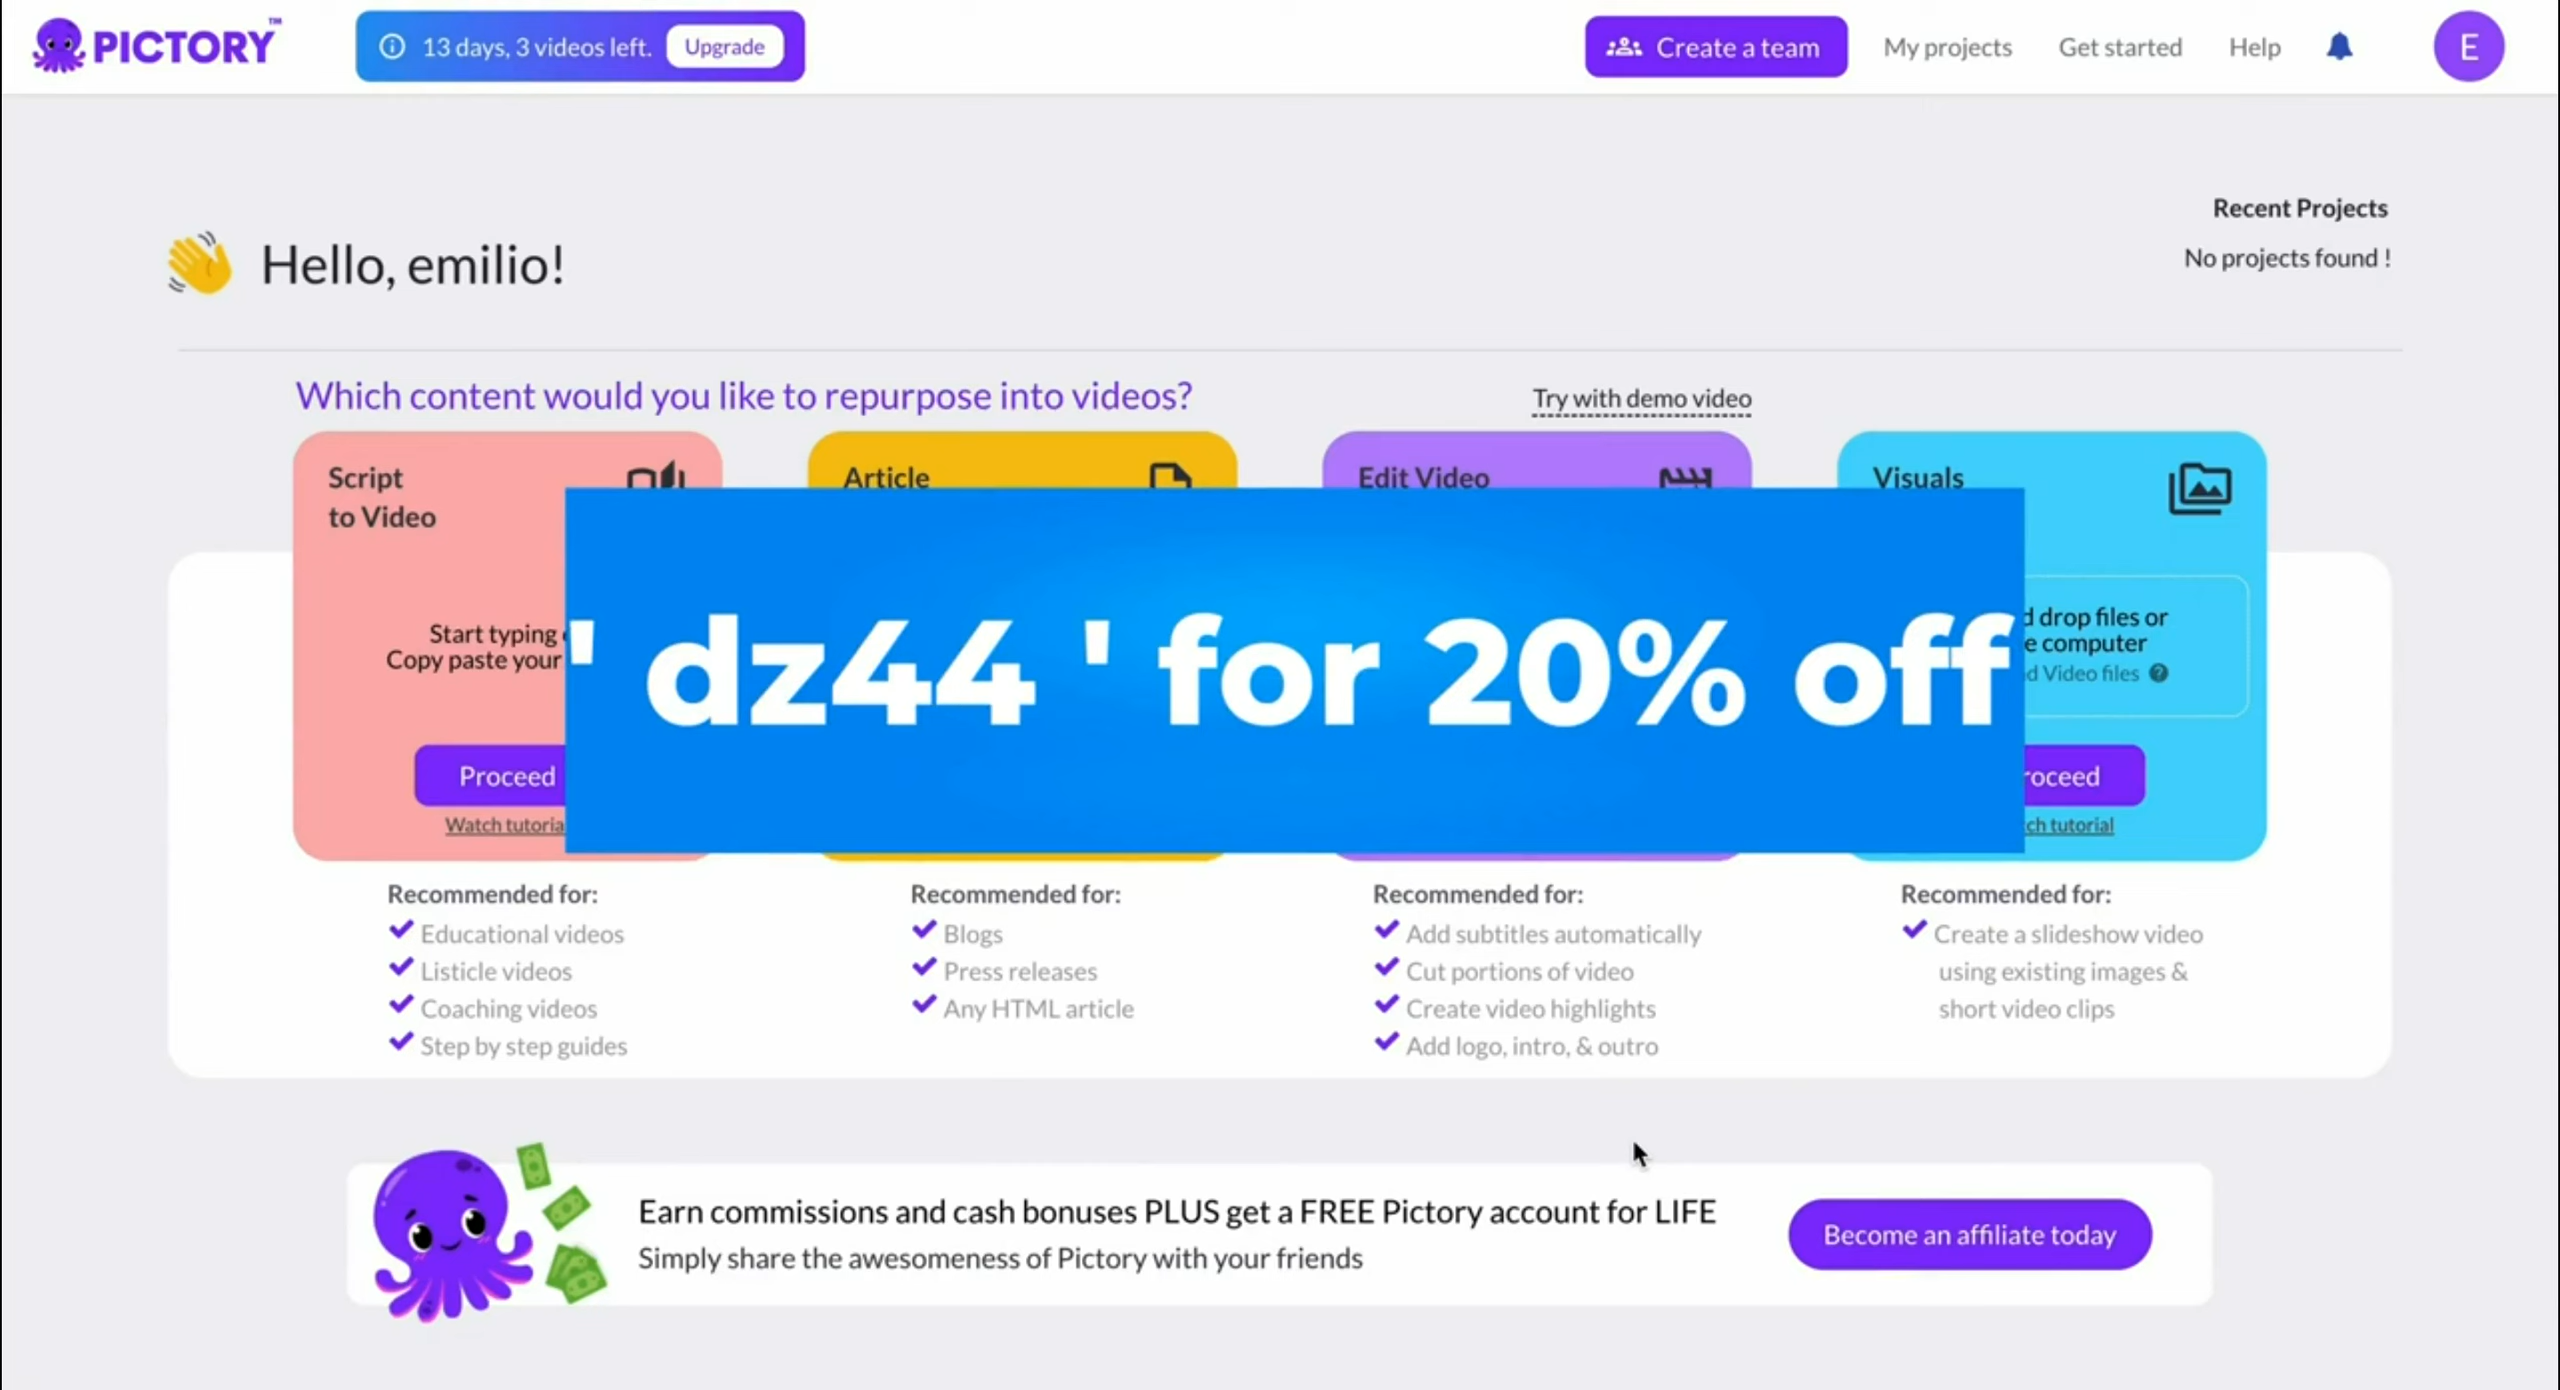 PICTORY™
13 days, 3 videos left.
Upgrade
Create a team
My projects
Get started
Help
E
Recent Projects
No projects found !
Hello, emilio!
Which content would you like to repurpose into videos?
Try with demo video
Script
to Video
Article
Edit Video
Visuals
Start typing
Copy paste your
' dz44 ' for 20% off
drop files or
computer
Video files
Proceed
Watch
tutorial
Recommended for:
Educational videos
Listicle videos
Coaching videos
Step by step guides
Recommended for:
Blogs
Press releases
Any HTML article
Recommended for:
Add subtitles automatically
Cut portions of video
Create video highlights
Add logo, intro, & outro
Recommended for:
Create a slideshow video
using existing images &
short video clips
Earn commissions and cash bonuses PLUS get a FREE Pictory account for LIFE
Simply share the awesomeness of Pictory with your friends
Become an affiliate today